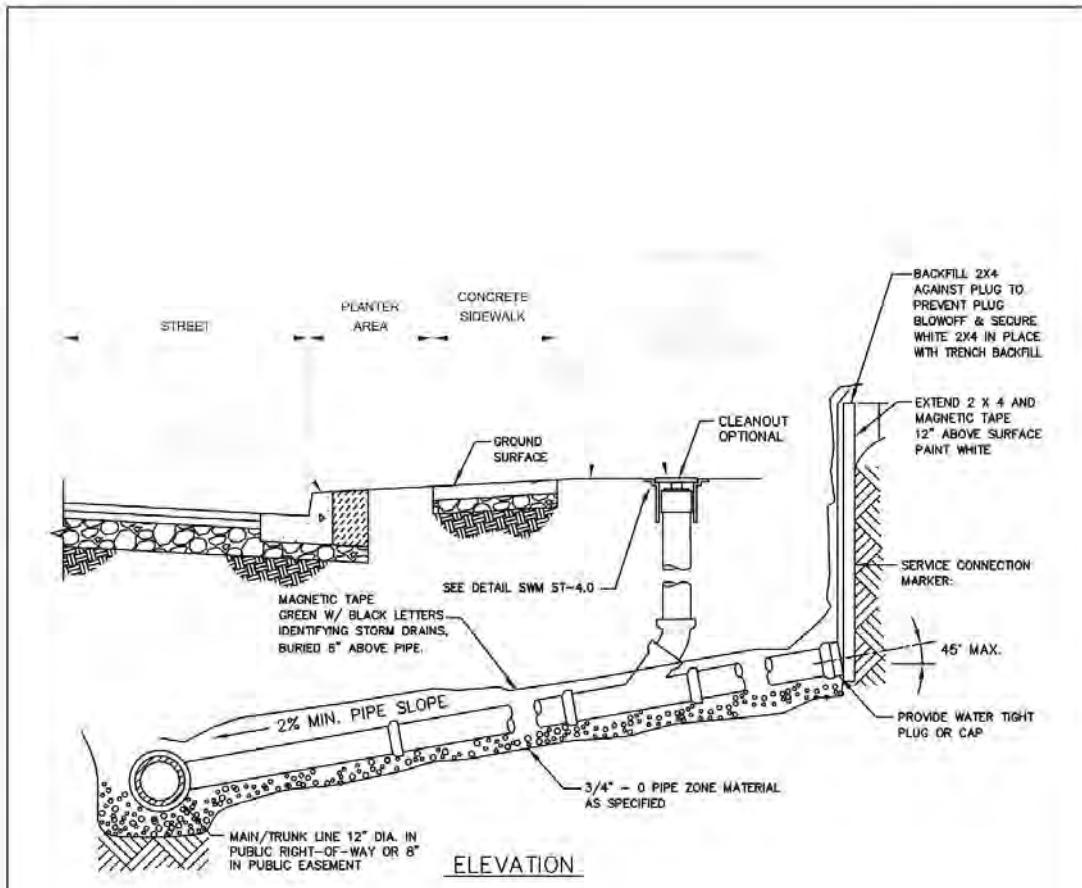 BACKFILL 2X4
AGAINST PLUG TO
PREVENT PLUG
BLOWOFF & SECURE
WHITE 2X4 IN PLACE
WITH TRENCH BACKFILL
STREET
PLANTER
AREA
CONCRETE
SIDEWALK
EXTEND 2 X 4 AND
MAGNETIC TAPE
12" ABOVE SURFACE
PAINT WHITE
CLEANOUT
OPTIONAL
GROUND
SURFACE
SERVICE CONNECTION
MARKER:
SEE DETAIL SWM ST-4.0
MAGNETIC TAPE
GREEN W/ BLACK LETTERS
IDENTIFYING STORM DRAINS,
BURIED 6" ABOVE PIPE.
45° MAX.
2% MIN. PIPE SLOPE
PROVIDE WATER TIGHT
PLUG OR CAP
3/4" - 0 PIPE ZONE MATERIAL
AS SPECIFIED
MAIN/TRUNK LINE 12" DIA. IN
PUBLIC RIGHT-OF-WAY OR 8"
IN PUBLIC EASEMENT
ELEVATION